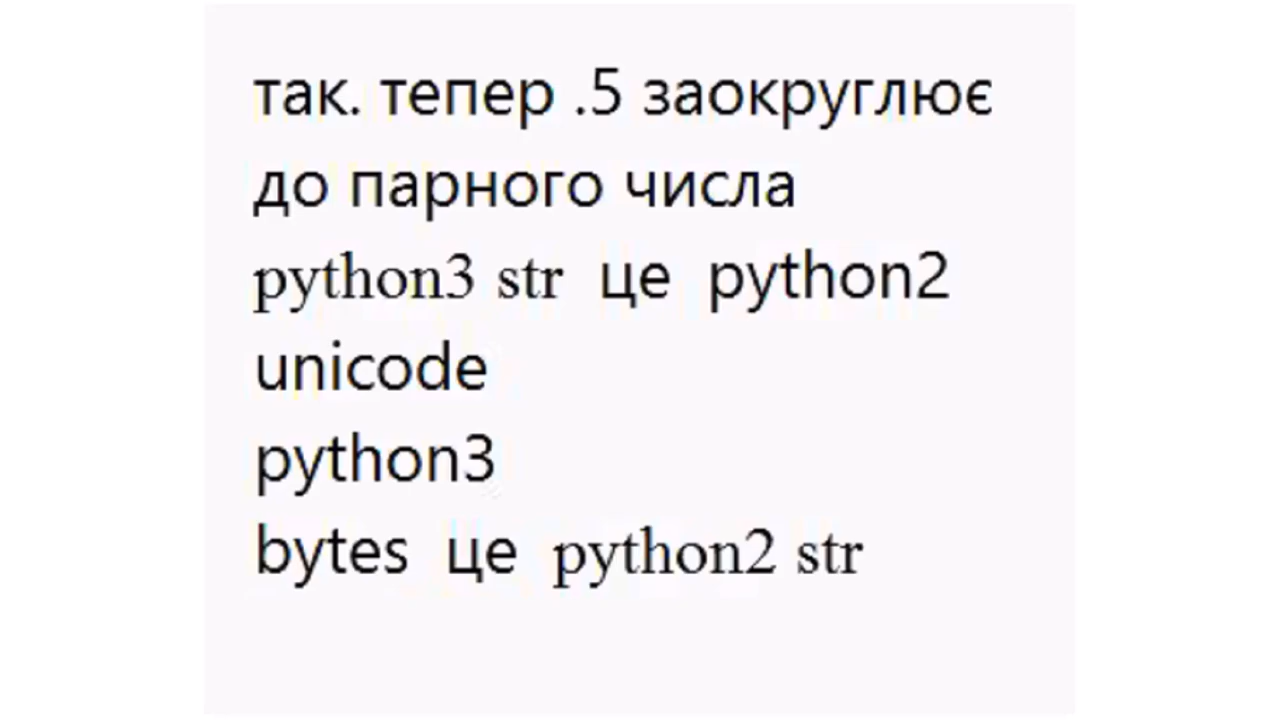 так. тепер .5 заокруглює
до парного числа
python3 str це python2
unicode
python3
bytes це python2 str